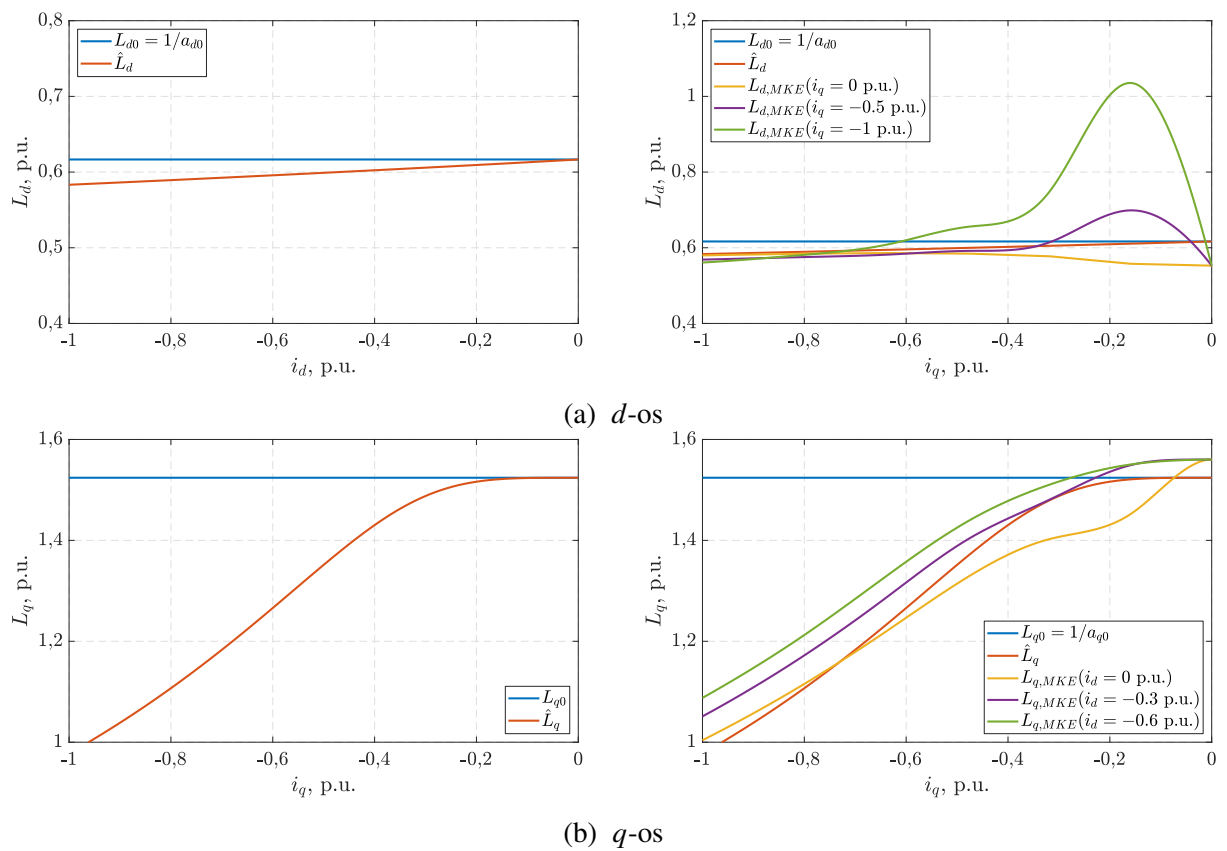 0,8
0,7
0,6
0,5
0,4
L_d, p.u.
L_{d0} = 1/a_{d0}
L̂_d
-1 -0,8 -0,6 -0,4 -0,2 0
i_d, p.u.
1,2
1
0,8
0,6
0,4
L_d, p.u.
L_{d0} = 1/a_{d0}
L̂_d
L_{d,MKE}(i_q = 0 p.u.)
L_{d,MKE}(i_q = −0.5 p.u.)
L_{d,MKE}(i_q = −1 p.u.)
-1 -0,8 -0,6 -0,4 -0,2 0
i_q, p.u.
(a) d-os
1,6
1,4
1,2
1
L_q, p.u.
L_{q0}
L̂_q
-1 -0,8 -0,6 -0,4 -0,2 0
i_q, p.u.
1,6
1,4
1,2
1
L_q, p.u.
L_{q0} = 1/a_{q0}
L̂_q
L_{q,MKE}(i_d = 0 p.u.)
L_{q,MKE}(i_d = −0.3 p.u.)
L_{q,MKE}(i_d = −0.6 p.u.)
-1 -0,8 -0,6 -0,4 -0,2 0
i_q, p.u.
(b) q-os